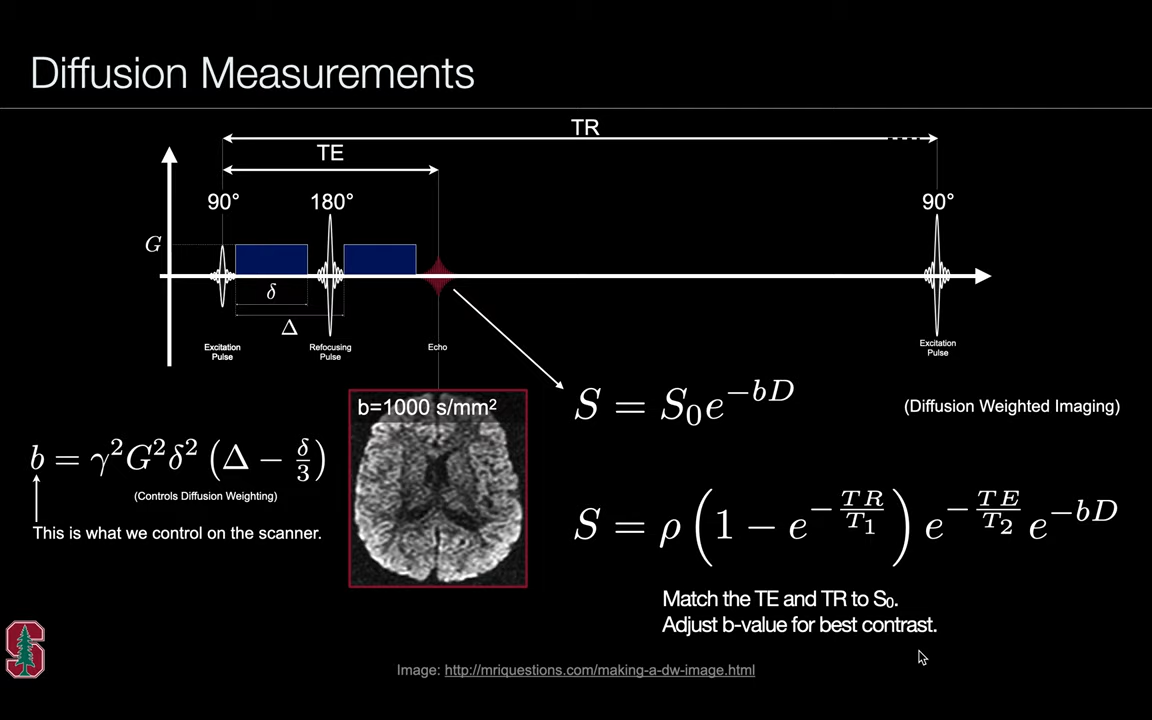 Diffusion Measurements
TR
TE
90°
180°
90°
G
δ
Δ
Excitation
Pulse
Refocusing
Pulse
Echo
Excitation
Pulse
b=1000 s/mm²
S = S₀e^{−bD}
(Diffusion Weighted Imaging)
b = γ²G²δ² (Δ − δ/3)
(Controls Diffusion Weighting)
This is what we control on the scanner.
S = ρ (1 − e^{−TR/T₁}) e^{−TE/T₂} e^{−bD}
Match the TE and TR to S₀.
Adjust b-value for best contrast.
S
Image: http://mriquestions.com/making-a-dw-image.html